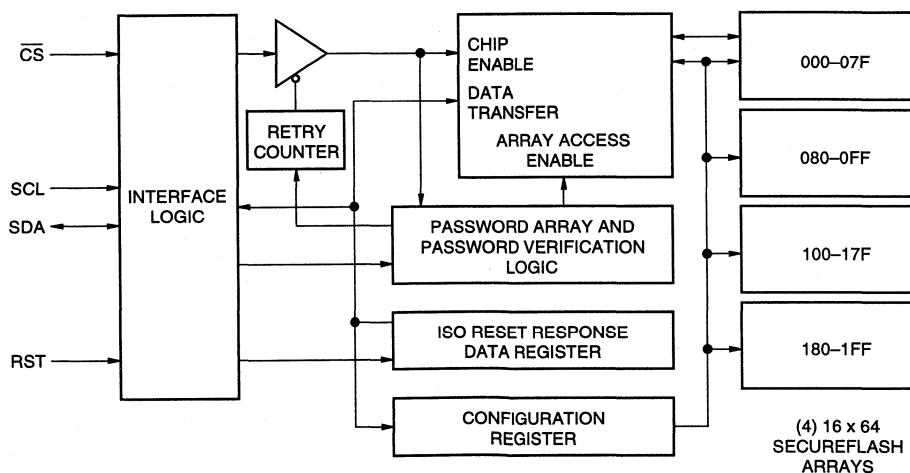 CS
SCL
SDA
RST
INTERFACE
LOGIC
RETRY
COUNTER
CHIP
ENABLE
DATA
TRANSFER
ARRAY ACCESS
ENABLE
PASSWORD ARRAY AND
PASSWORD VERIFICATION
LOGIC
ISO RESET RESPONSE
DATA REGISTER
CONFIGURATION
REGISTER
000–07F
080–0FF
100–17F
180–1FF
(4) 16 x 64
SECUREFLASH
ARRAYS